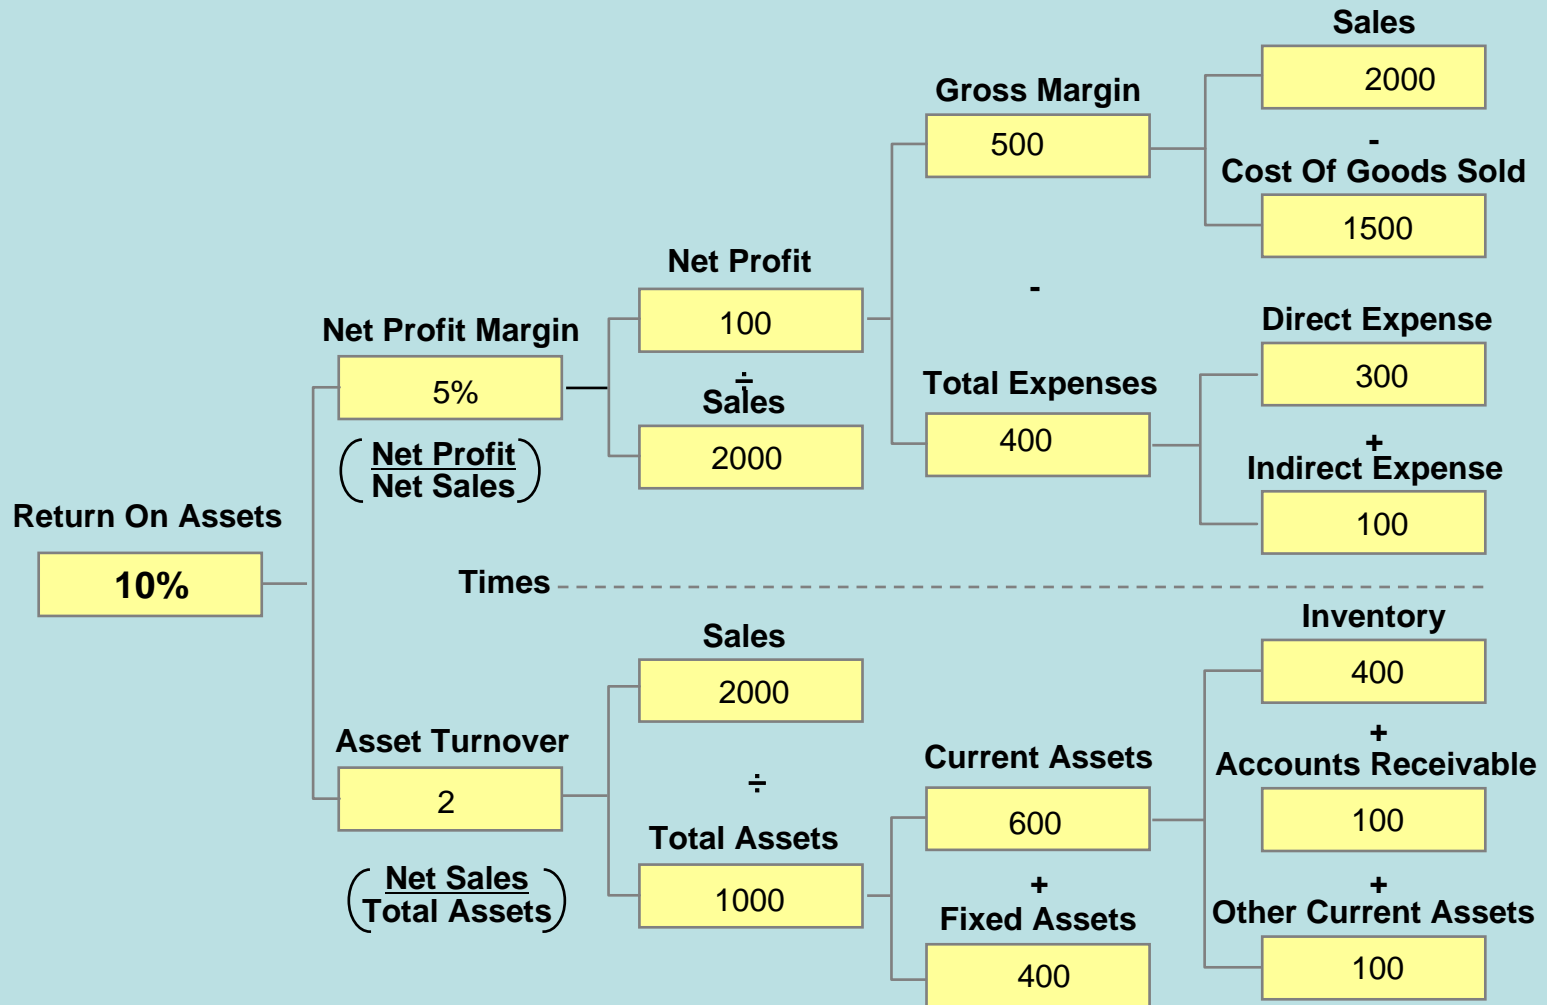 Sales
2000
-
Cost Of Goods Sold
1500
Gross Margin
500
-
Net Profit
100
÷
Sales
2000
Net Profit Margin
5%
Net Profit
Net Sales
Total Expenses
400
Direct Expense
300
+
Indirect Expense
100
Return On Assets
10%
Times
Sales
2000
÷
Total Assets
1000
Asset Turnover
2
Net Sales
Total Assets
Current Assets
600
+
Fixed Assets
400
Inventory
400
+
Accounts Receivable
100
+
Other Current Assets
100